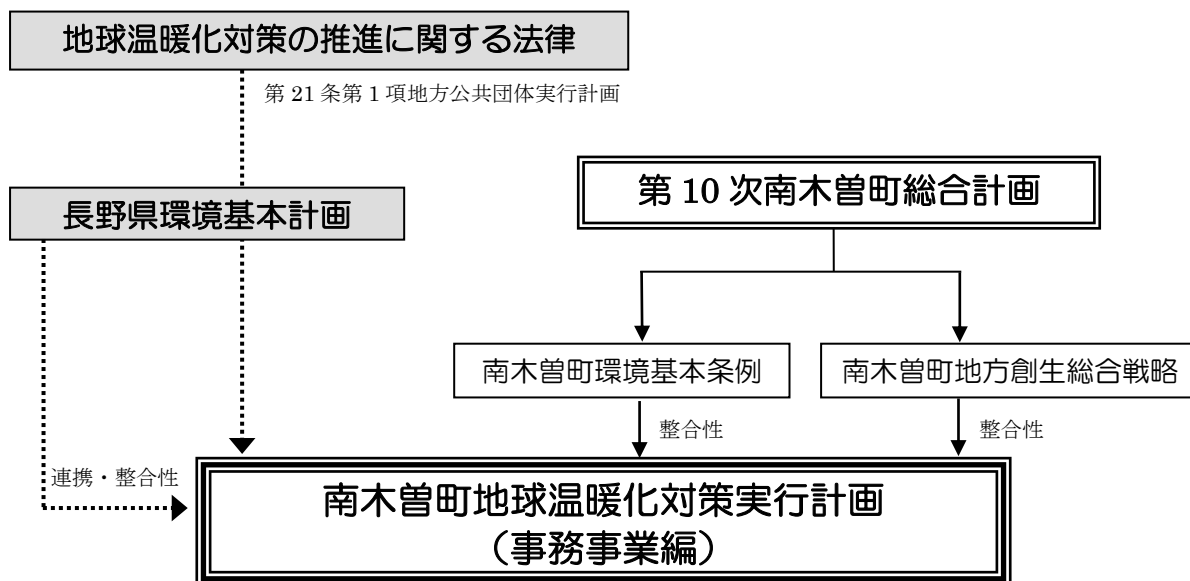 地球温暖化対策の推進に関する法律
第 21 条第 1 項地方公共団体実行計画
第 10 次南木曽町総合計画
長野県環境基本計画
南木曽町環境基本条例
南木曽町地方創生総合戦略
整合性
整合性
連携・整合性
南木曽町地球温暖化対策実行計画
（事務事業編）